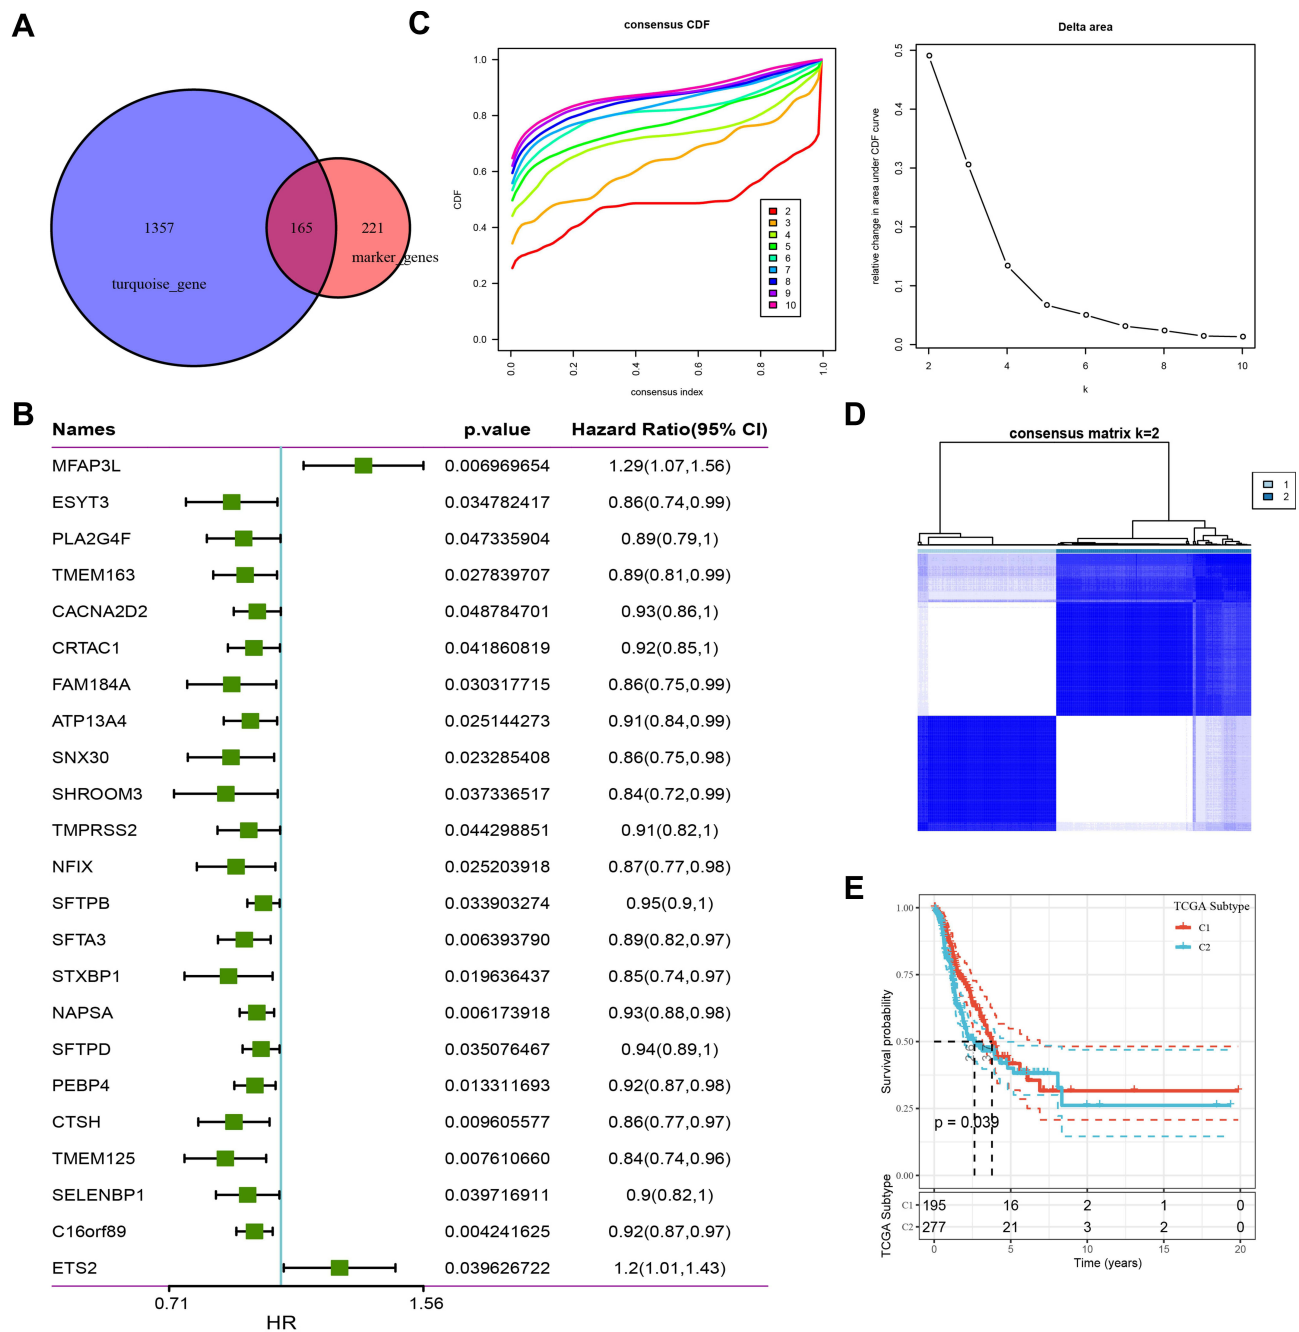 A
1357
165
221
marker_genes
turquoise_gene
C
consensus CDF
CDF
1.0
0.8
0.6
0.4
0.2
0.0
2
3
4
5
6
7
8
9
10
0.0
0.2
0.4
0.6
0.8
1.0
consensus index
Delta area
relative change in area under CDF curve
0.5
0.4
0.3
0.2
0.1
0.0
2
4
6
8
10
k
B
Names p.value Hazard Ratio(95% CI)
MFAP3L 0.006969654 1.29(1.07,1.56)
ESYT3 0.034782417 0.86(0.74,0.99)
PLA2G4F 0.047335904 0.89(0.79,1)
TMEM163 0.027839707 0.89(0.81,0.99)
CACNA2D2 0.048784701 0.93(0.86,1)
CRTAC1 0.041860819 0.92(0.85,1)
FAM184A 0.030317715 0.86(0.75,0.99)
ATP13A4 0.025144273 0.91(0.84,0.99)
SNX30 0.023285408 0.86(0.75,0.98)
SHROOM3 0.037336517 0.84(0.72,0.99)
TMPRSS2 0.044298851 0.91(0.82,1)
NFIX 0.025203918 0.87(0.77,0.98)
SFTPB 0.033903274 0.95(0.9,1)
SFTA3 0.006393790 0.89(0.82,0.97)
STXBP1 0.019636437 0.85(0.74,0.97)
NAPSA 0.006173918 0.93(0.88,0.98)
SFTPD 0.035076467 0.94(0.89,1)
PEBP4 0.013311693 0.92(0.87,0.98)
CTSH 0.009605577 0.86(0.77,0.97)
TMEM125 0.007610660 0.84(0.74,0.96)
SELENBP1 0.039716911 0.9(0.82,1)
C16orf89 0.004241625 0.92(0.87,0.97)
ETS2 0.039626722 1.2(1.01,1.43)
0.71 1.56
HR
D
consensus matrix k=2
1
2
E
TCGA Subtype
C1
C2
Survival probability
1.00
0.75
0.50
0.25
0.00
p = 0.039
TCGA Subtype
C1 195 16 2 1 0
C2 277 21 3 2 0
0 5 10 15 20
Time (years)